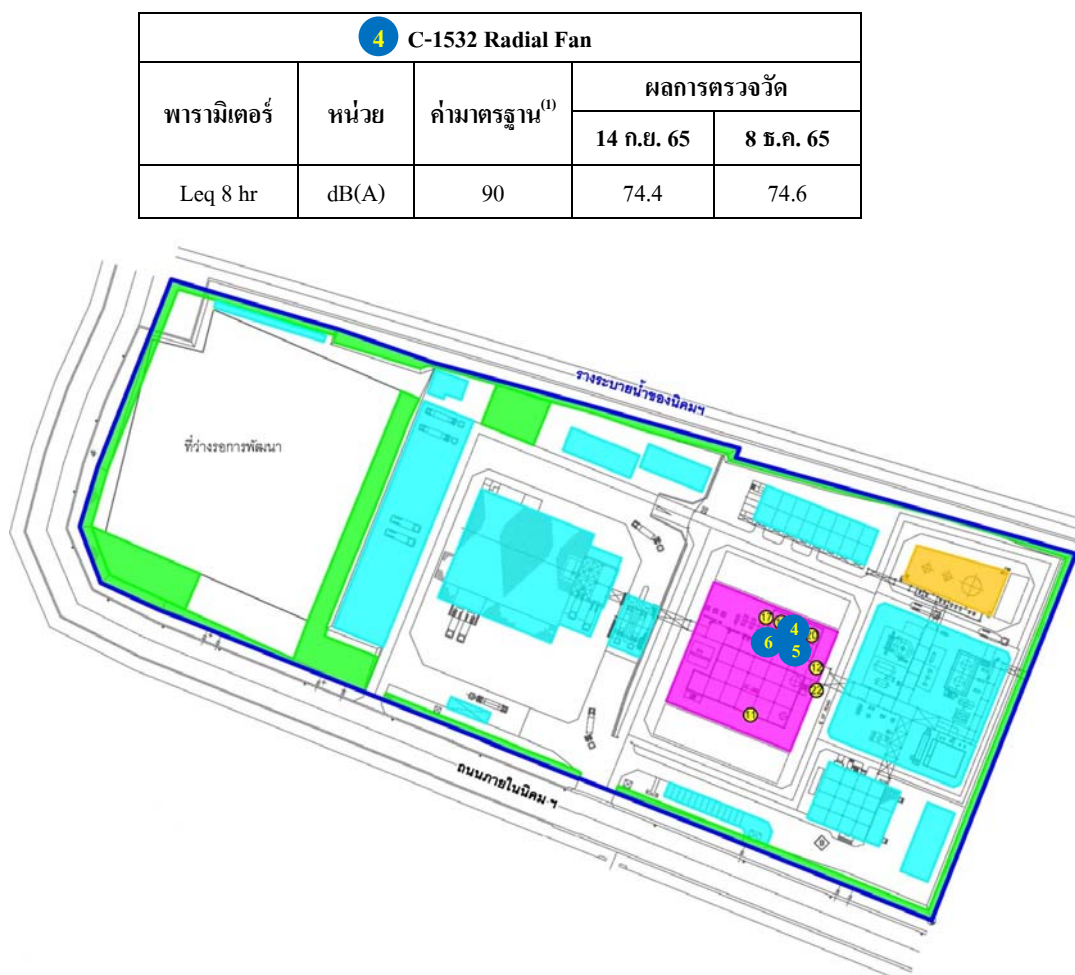 4 C-1532 Radial Fan
พารามิเตอร์ หน่วย ค่ามาตรฐาน(1) ผลการตรวจวัด
14 ก.ย. 65 8 ธ.ค. 65
Leq 8 hr dB(A) 90 74.4 74.6
รางระบายน้ำของนิคมฯ
ที่ว่างรอการพัฒนา
17 4
6 5
12
22
11
ถนนภายในนิคม ฯ